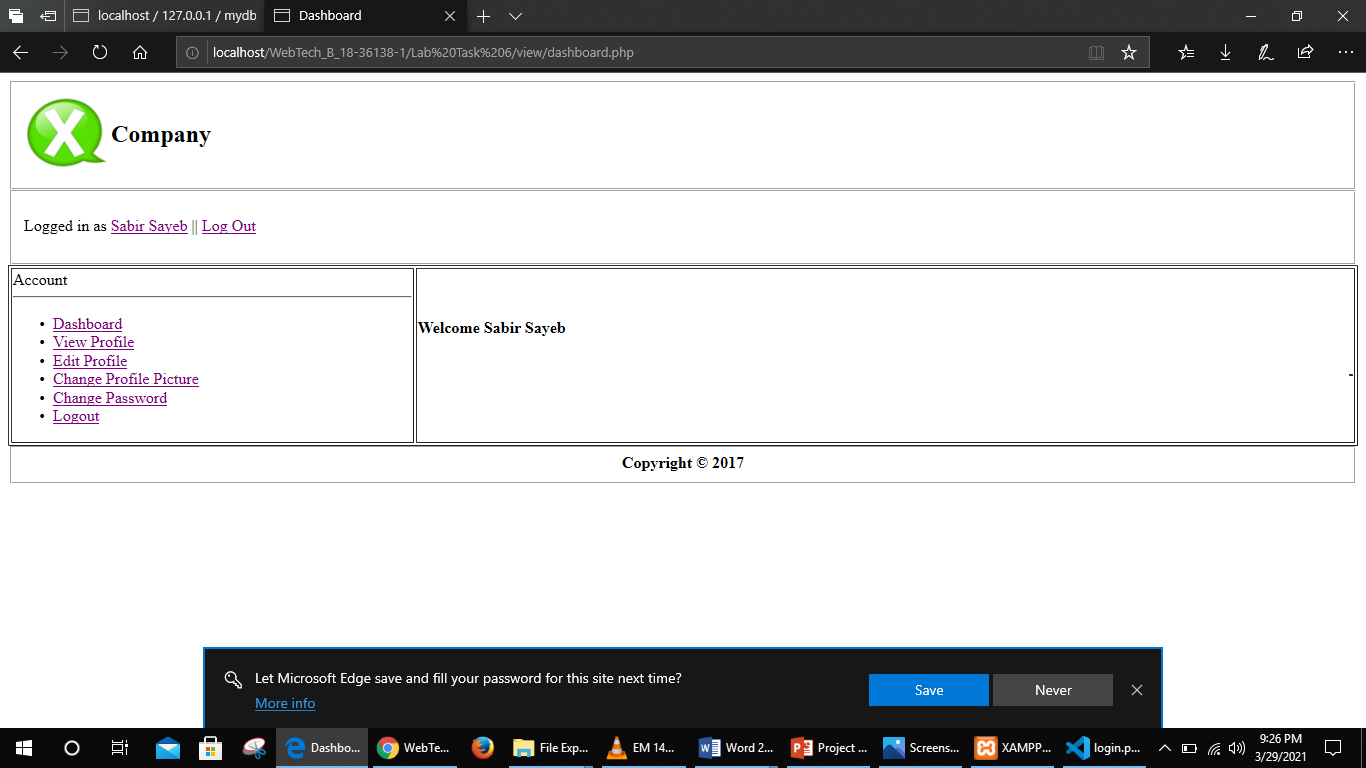 localhost / 127.0.0.1 / mydb
Dashboard
localhost/WebTech_B_18-36138-1/Lab%20Task%206/view/dashboard.php
X Company
Logged in as Sabir Sayeb || Log Out
Account
• Dashboard
• View Profile
• Edit Profile
• Change Profile Picture
• Change Password
• Logout
Welcome Sabir Sayeb
-
Copyright © 2017
Let Microsoft Edge save and fill your password for this site next time?
More info
Save
Never
Dashbo...
WebTe...
File Exp...
EM 14...
Word 2...
Project ...
Screens...
XAMPP...
login.p...
9:26 PM
3/29/2021